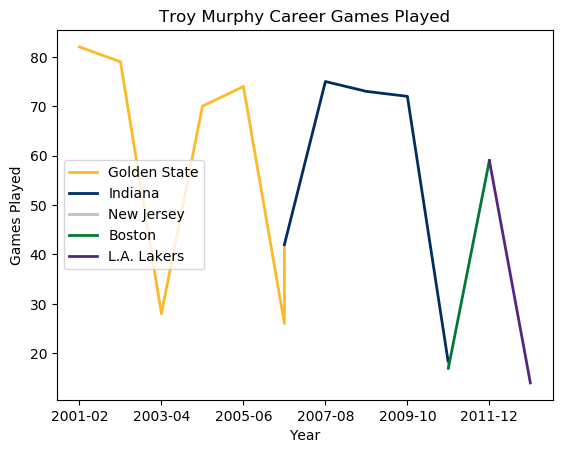 Troy Murphy Career Games Played
80
70
60
50
40
30
20
Games Played
Golden State
Indiana
New Jersey
Boston
L.A. Lakers
2001-02 2003-04 2005-06 2007-08 2009-10 2011-12
Year